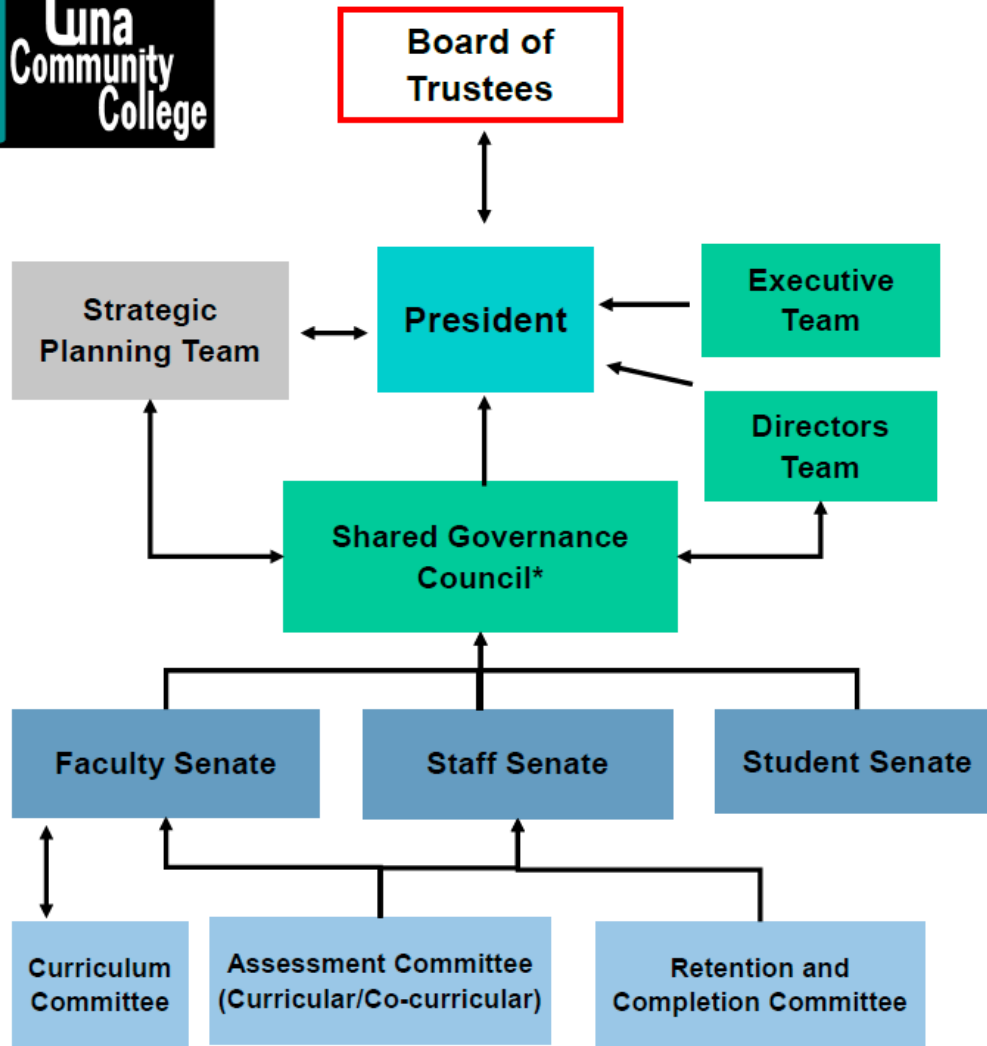 Luna
Community
College
Board of
Trustees
Strategic
Planning Team
President
Executive
Team
Directors
Team
Shared Governance
Council*
Faculty Senate
Staff Senate
Student Senate
Curriculum
Committee
Assessment Committee
(Curricular/Co-curricular)
Retention and
Completion Committee